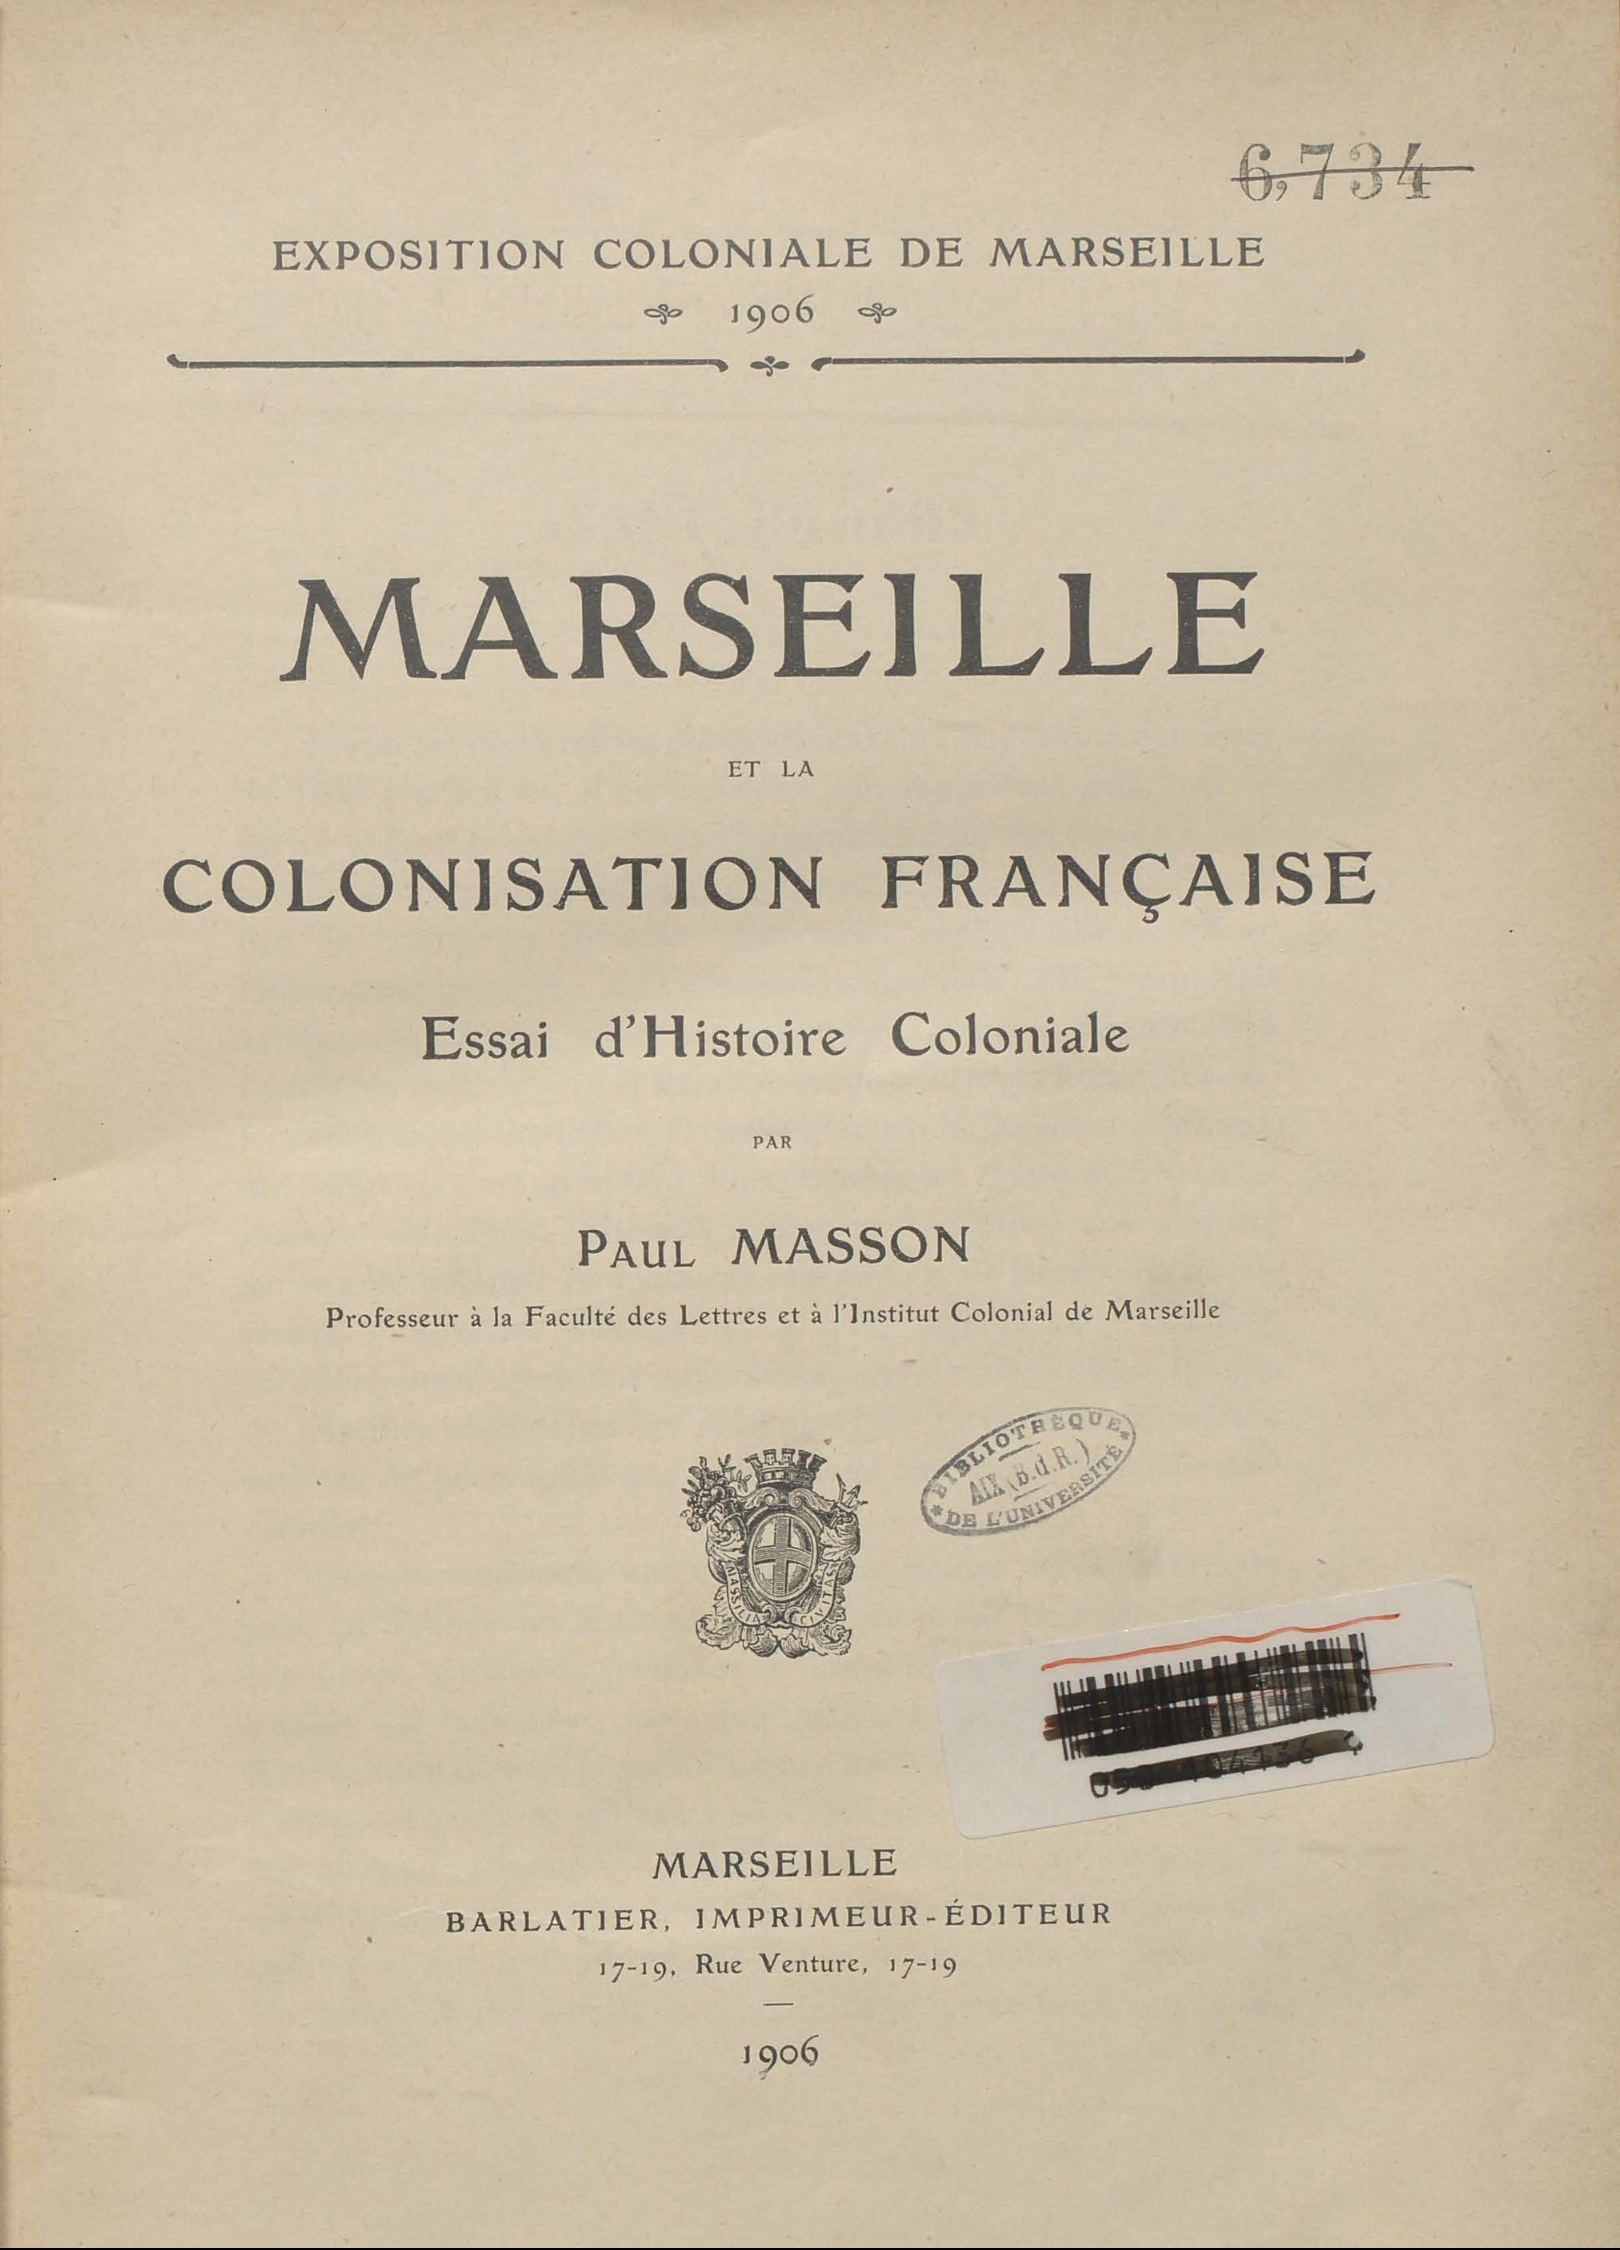 6,734
EXPOSITION COLONIALE DE MARSEILLE
1906
MARSEILLE
ET LA
COLONISATION FRANÇAISE
Essai d'Histoire Coloniale
PAR
PAUL MASSON
Professeur à la Faculté des Lettres et à l'Institut Colonial de Marseille
BIBLIOTHÈQUE
AIX (B.d.R.)
DE L'UNIVERSITÉ
MASSILIA CIVITAS
MARSEILLE
BARLATIER, IMPRIMEUR-ÉDITEUR
17-19, Rue Venture, 17-19
1906